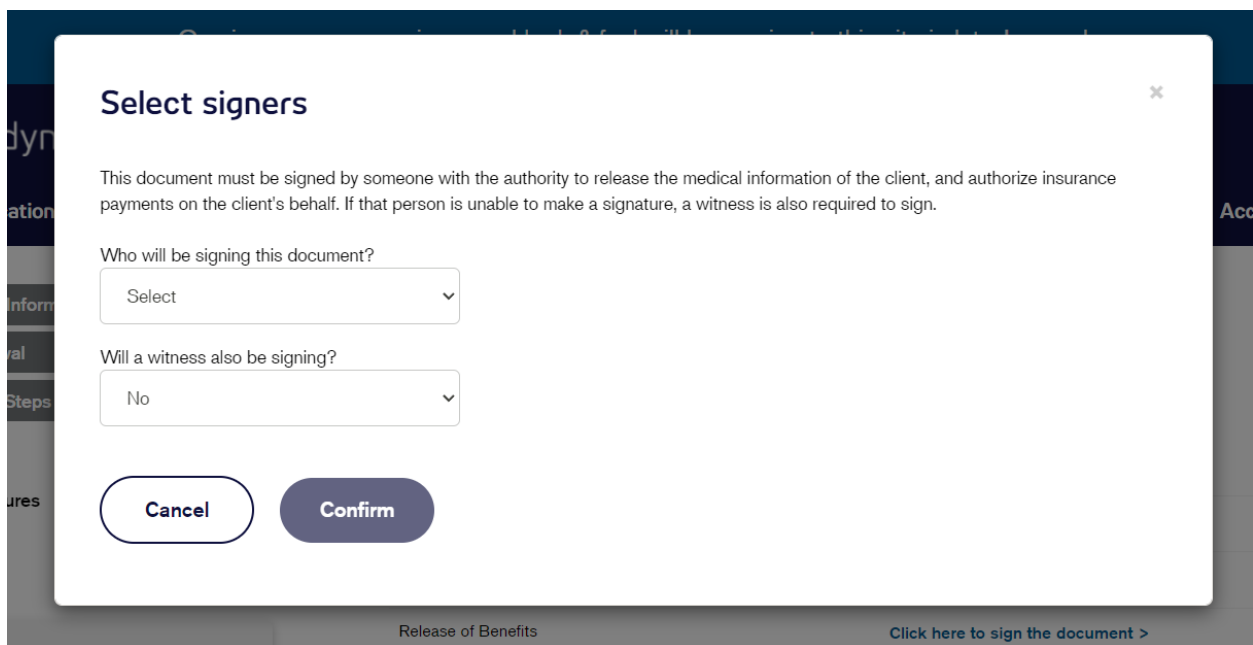 Select signers
×
dyn
This document must be signed by someone with the authority to release the medical information of the client, and authorize insurance
ation
payments on the client's behalf. If that person is unable to make a signature, a witness is also required to sign.
Acc
Who will be signing this document?
Inform
Select
val
Will a witness also be signing?
Steps
No
ures
Cancel
Confirm
Release of Benefits
Click here to sign the document >